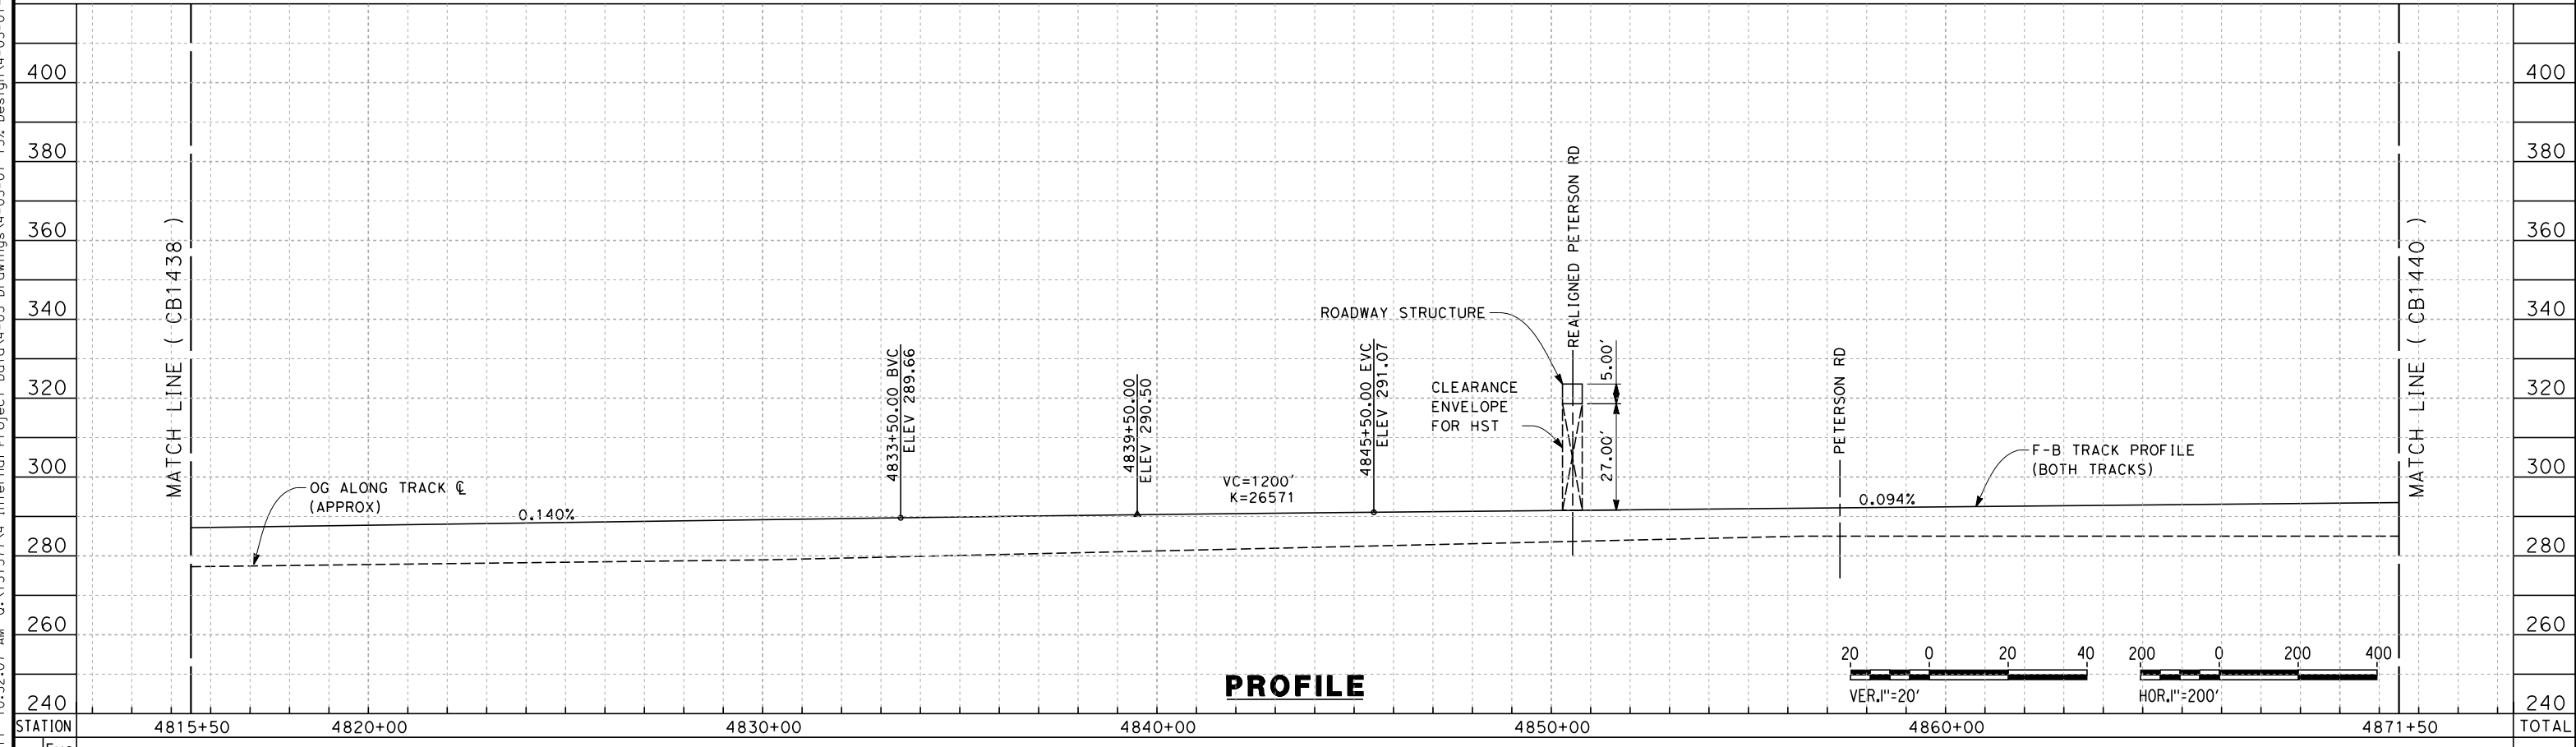 400
380
360
340
320
300
280
260
240
400
380
360
340
320
300
280
260
240
MATCH LINE ( CB1438 )
OG ALONG TRACK ℄
(APPROX)
0.140%
4833+50.00 BVC
ELEV 289.66
4839+50.00
ELEV 290.50
VC=1200'
K=26571
4845+50.00 EVC
ELEV 291.07
ROADWAY STRUCTURE
CLEARANCE
ENVELOPE
FOR HST
REALIGNED PETERSON RD
5.00'
27.00'
PETERSON RD
0.094%
F-B TRACK PROFILE
(BOTH TRACKS)
MATCH LINE ( CB1440 )
PROFILE
20 0 20 40
VER.1"=20'
200 0 200 400
HOR.1"=200'
STATION 4815+50 4820+00 4830+00 4840+00 4850+00 4860+00 4871+50 TOTAL